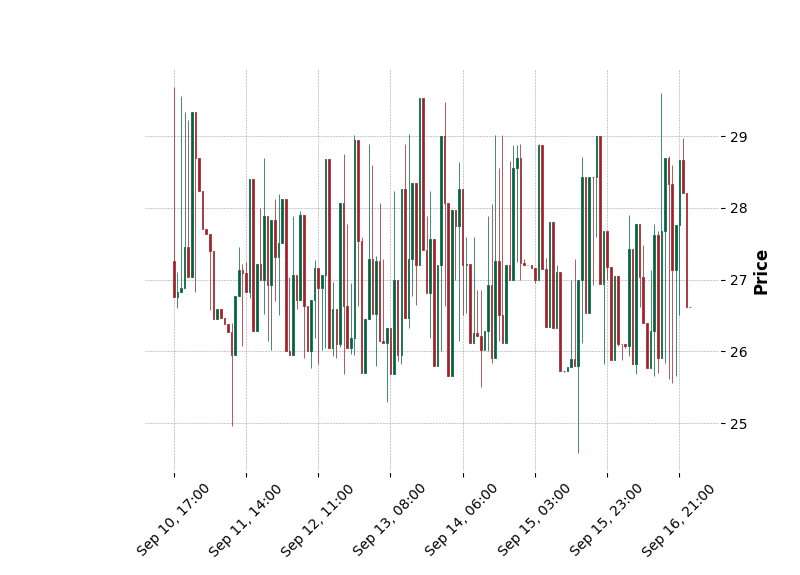 29
28
27
26
25
Price
Sep 10, 17:00
Sep 11, 14:00
Sep 12, 11:00
Sep 13, 08:00
Sep 14, 06:00
Sep 15, 03:00
Sep 15, 23:00
Sep 16, 21:00